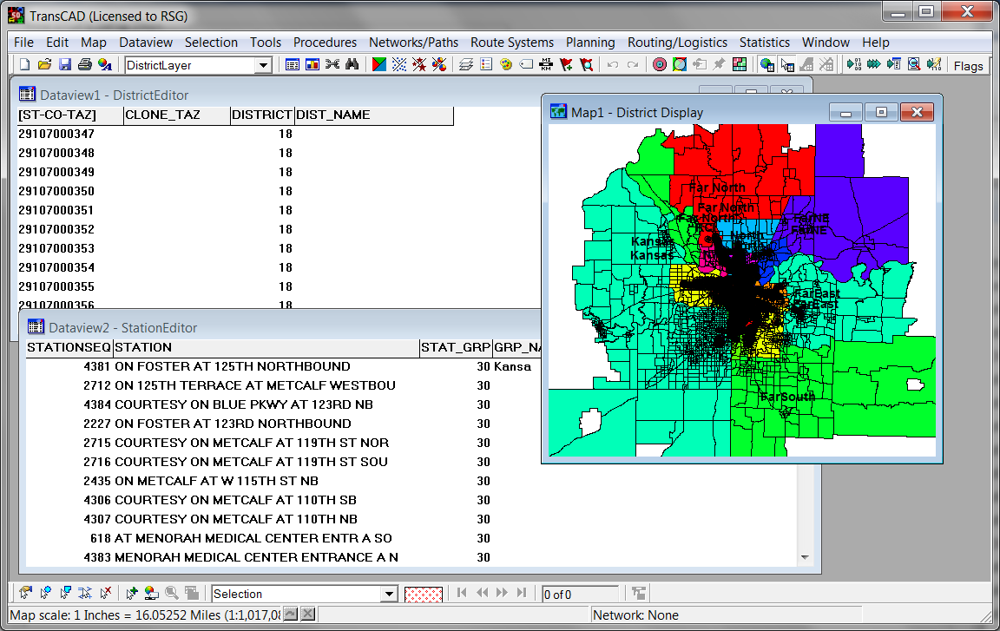 TransCAD (Licensed to RSG)
File Edit Map Dataview Selection Tools Procedures Networks/Paths Route Systems Planning Routing/Logistics Statistics Window Help
DistrictLayer
Flags
Dataview1 - DistrictEditor
[ST-CO-TAZ] CLONE_TAZ DISTRICT DIST_NAME
29107000347 18
29107000348 18
29107000349 18
29107000350 18
29107000351 18
29107000352 18
29107000353 18
29107000354 18
29107000355 18
29107000356 18
Dataview2 - StationEditor
STATIONSEQ STATION STAT_GRP GRP_NA
4381 ON FOSTER AT 125TH NORTHBOUND 30 Kansa
2712 ON 125TH TERRACE AT METCALF WESTBOU 30
4384 COURTESY ON BLUE PKWY AT 123RD NB 30
2227 ON FOSTER AT 123RD NORTHBOUND 30
2715 COURTESY ON METCALF AT 119TH ST NOR 30
2716 COURTESY ON METCALF AT 119TH ST SOU 30
2435 ON METCALF AT W 115TH ST NB 30
4306 COURTESY ON METCALF AT 110TH SB 30
4307 COURTESY ON METCALF AT 110TH NB 30
618 AT MENORAH MEDICAL CENTER ENTR A SO 30
4383 MENORAH MEDICAL CENTER ENTRANCE A N 30
Map1 - District Display
Far North
Far North
Far North
FarNE
FarNE
North
Kansas
Kansas
FarEast
FarEast
FarSouth
Selection
0 of 0
Map scale: 1 Inches = 16.05252 Miles (1:1,017,08
Network: None